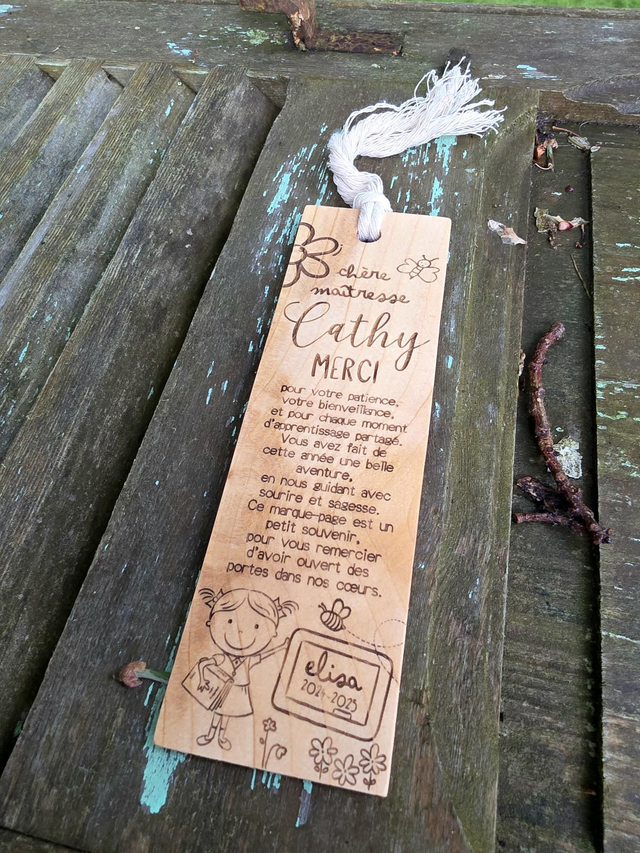 chère
maîtresse
Cathy
MERCI
pour votre patience,
votre bienveillance,
et pour chaque moment
d'apprentissage partagé.
Vous avez fait de
cette année une belle
aventure,
en nous guidant avec
sourire et sagesse.
Ce marque-page est un
petit souvenir,
pour vous remercier
d'avoir ouvert des
portes dans nos cœurs.
elisa
2024-2025